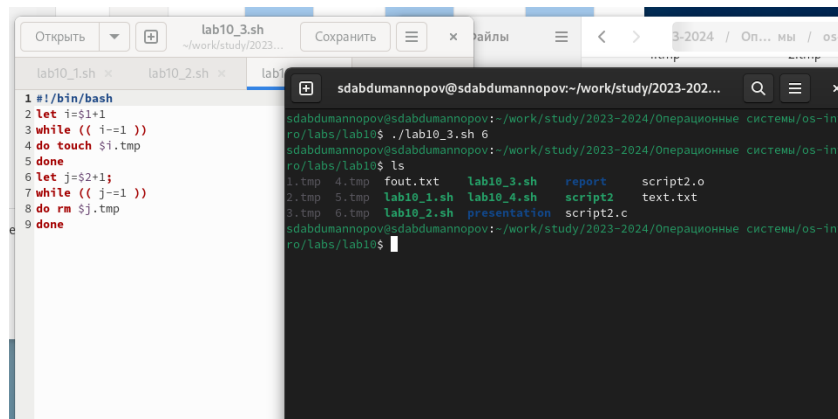 Открыть
lab10_3.sh
~/work/study/2023...
Сохранить
Файлы
3-2024 / Оп... мы / os
lab10_1.sh × lab10_2.sh × lab1
sdabdumannopov@sdabdumannopov:~/work/study/2023-202...
1 #!/bin/bash
2 let i=$1+1
3 while (( i-=1 ))
4 do touch $i.tmp
5 done
6 let j=$2+1;
7 while (( j-=1 ))
8 do rm $j.tmp
9 done
sdabdumannopov@sdabdumannopov:~/work/study/2023-2024/Операционные системы/os-in
ro/labs/lab10$ ./lab10_3.sh 6
sdabdumannopov@sdabdumannopov:~/work/study/2023-2024/Операционные системы/os-in
ro/labs/lab10$ ls
1.tmp 4.tmp fout.txt lab10_3.sh report script2.o
2.tmp 5.tmp lab10_1.sh lab10_4.sh script2 text.txt
3.tmp 6.tmp lab10_2.sh presentation script2.c
sdabdumannopov@sdabdumannopov:~/work/study/2023-2024/Операционные системы/os-in
ro/labs/lab10$